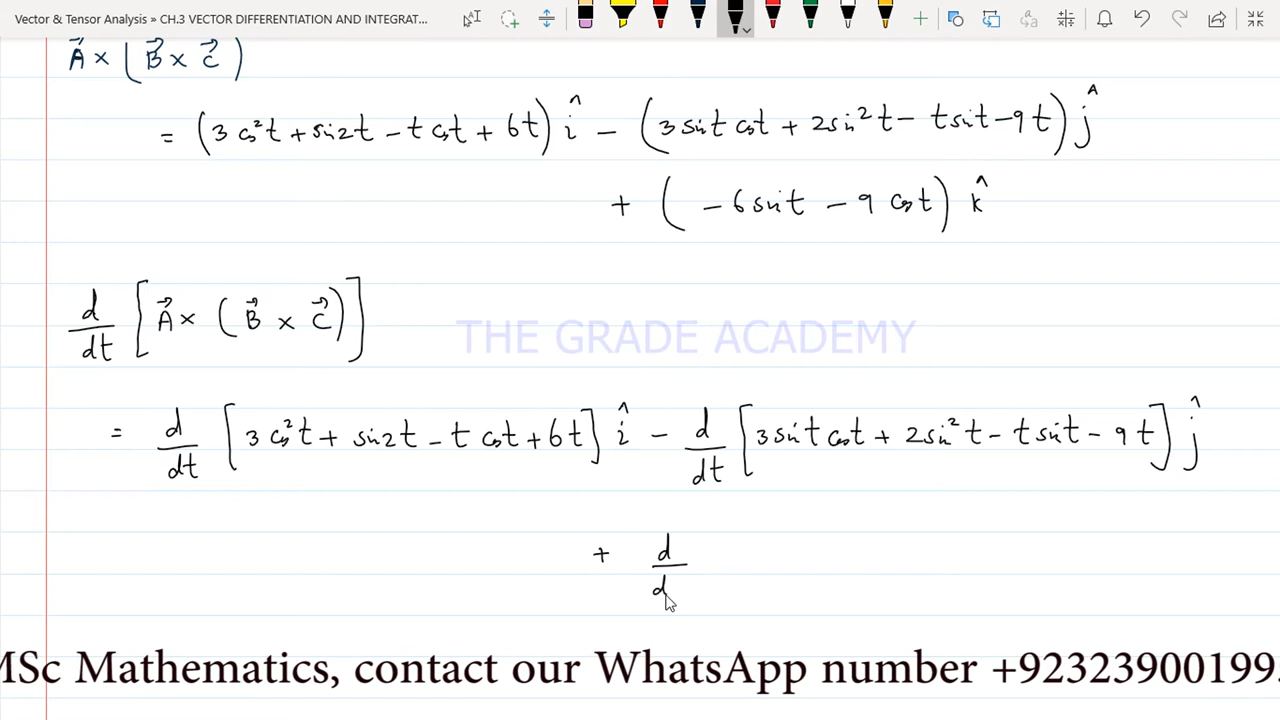 Vector & Tensor Analysis » CH.3 VECTOR DIFFERENTIATION AND INTEGRAT...
A⃗ × (B⃗ × C⃗)
= (3 cos²t + sin2t − t cost + 6t) î − (3 sint cost + 2sin²t − t sint − 9t) ĵ
+ (−6 sint − 9 cost) k̂
d/dt [A⃗ × (B⃗ × C⃗)]
THE GRADE ACADEMY
= d/dt [3 cos²t + sin2t − t cost + 6t] î − d/dt [3 sint cost + 2sin²t − t sint − 9t] ĵ
+ d/d
MSc Mathematics, contact our WhatsApp number +92323900199